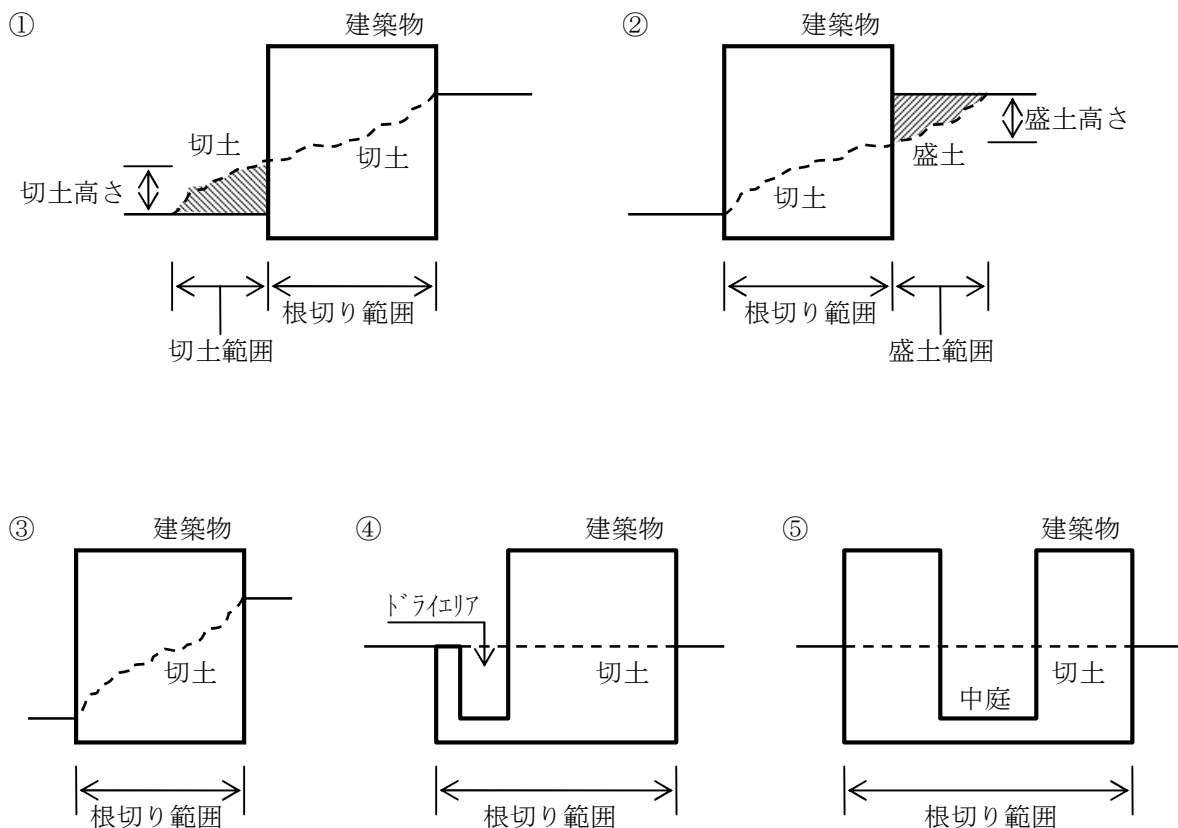 ①
建築物
切土
切土
切土高さ
根切り範囲
切土範囲
②
建築物
盛土高さ
盛土
切土
根切り範囲
盛土範囲
③
建築物
切土
根切り範囲
④
建築物
ﾄﾞﾗｲｴﾘｱ
切土
根切り範囲
⑤
建築物
切土
中庭
根切り範囲